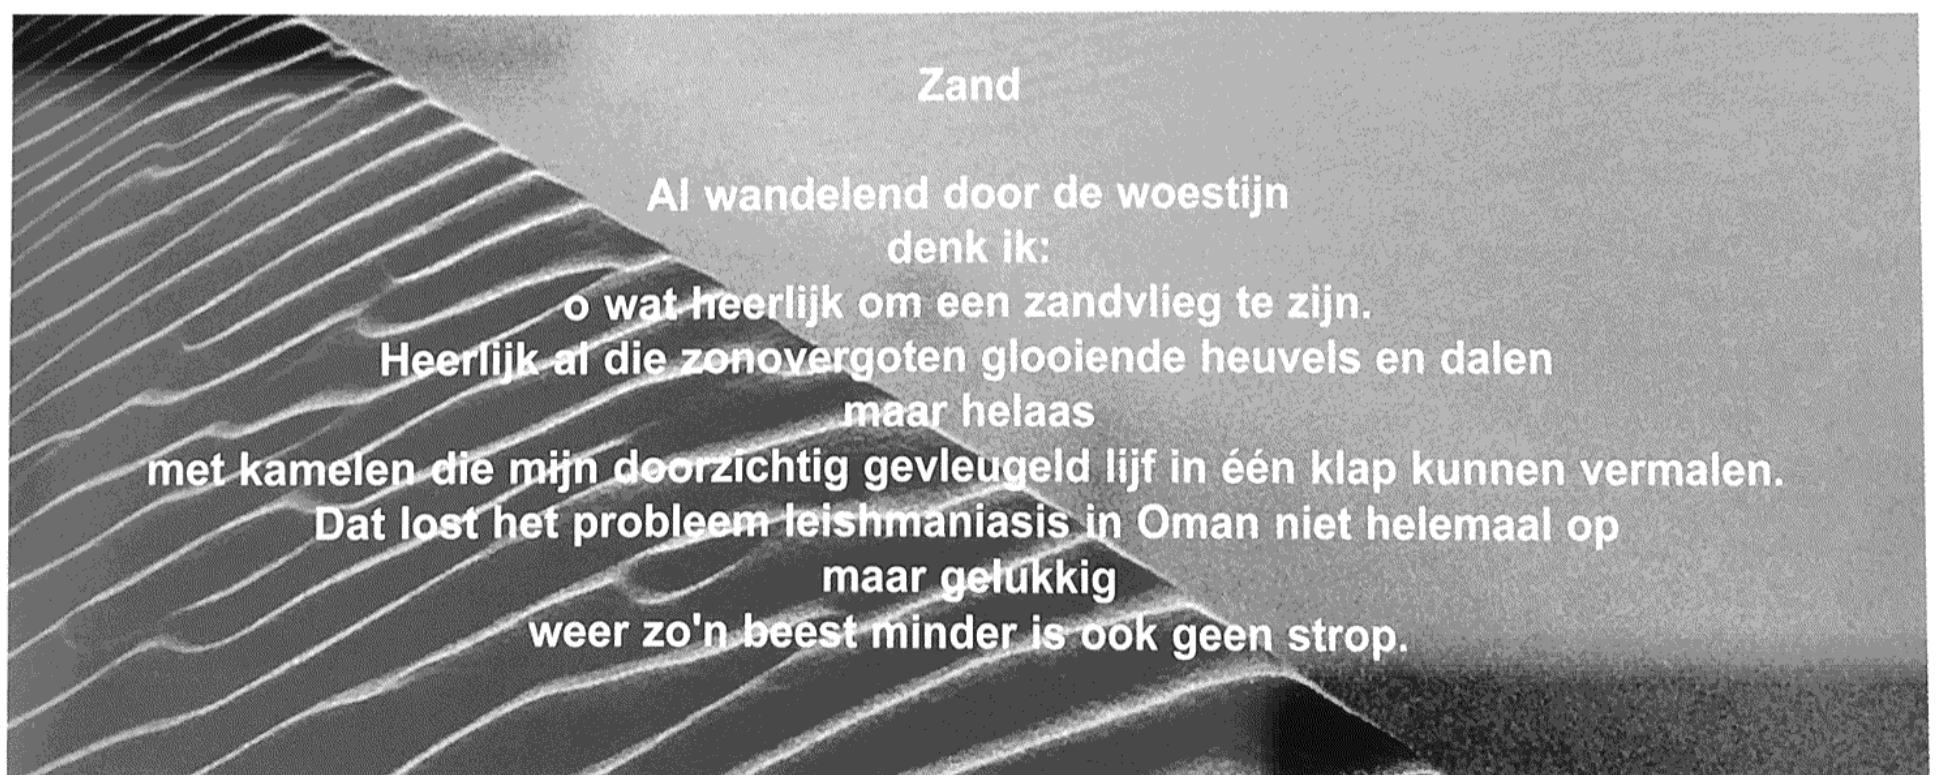 Zand
Al wandelend door de woestijn
denk ik:
o wat heerlijk om een zandvlieg te zijn.
Heerlijk al die zonovergoten glooiende heuvels en dalen
maar helaas
met kamelen die mijn doorzichtig gevleugeld lijf in één klap kunnen vermalen.
Dat lost het probleem leishmaniasis in Oman niet helemaal op
maar gelukkig
weer zo'n beest minder is ook geen strop.